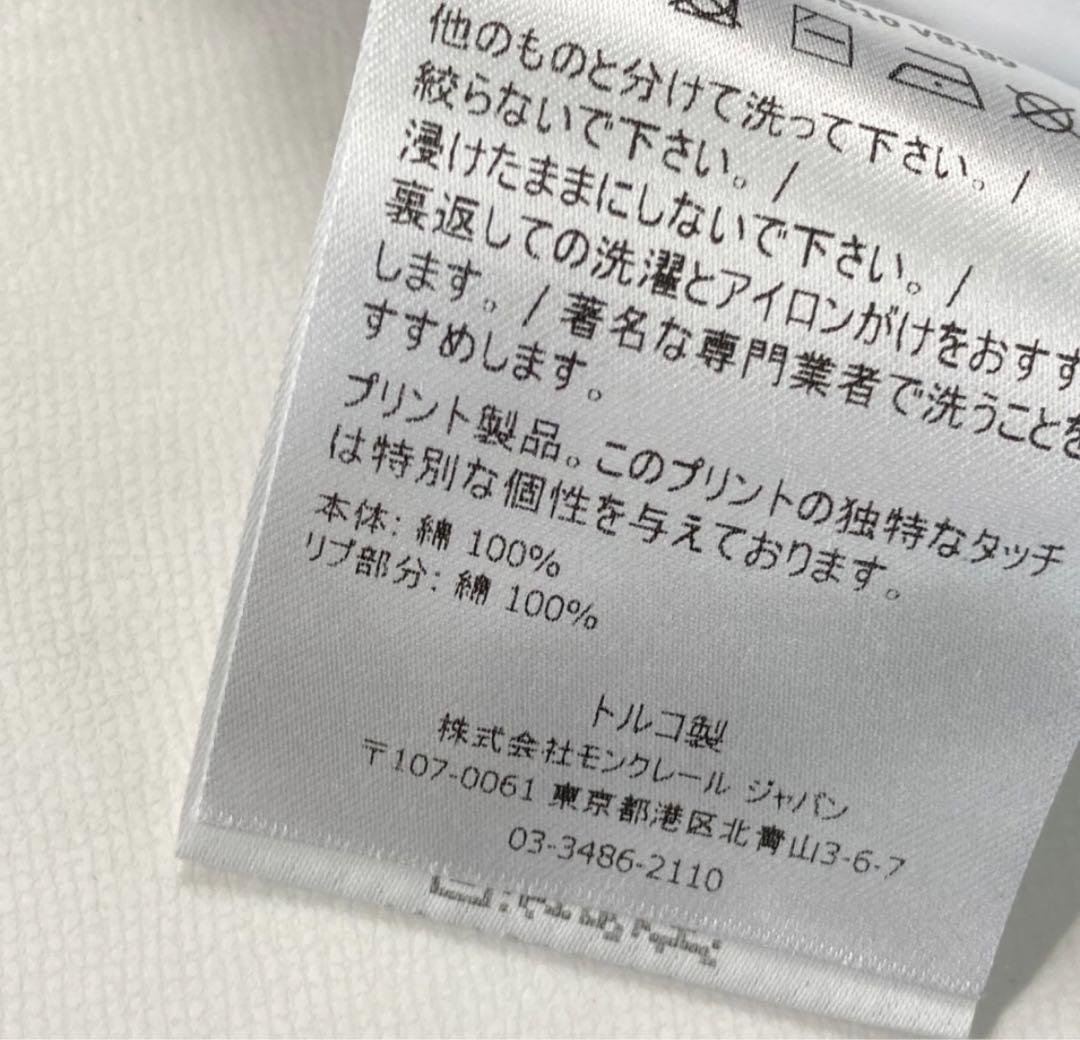 他のものと分けて洗って下さい。/
絞らないで下さい。/
浸けたままにしないで下さい。/
裏返しての洗濯とアイロンがけをおすす
します。/ 著名な専門業者で洗うことを
すすめします。
プリント製品。このプリントの独特なタッチ
は特別な個性を与えております。
本体: 綿 100%
リブ部分: 綿 100%
トルコ製
株式会社モンクレール ジャパン
〒107-0061 東京都港区北青山3-6-7
03-3486-2110